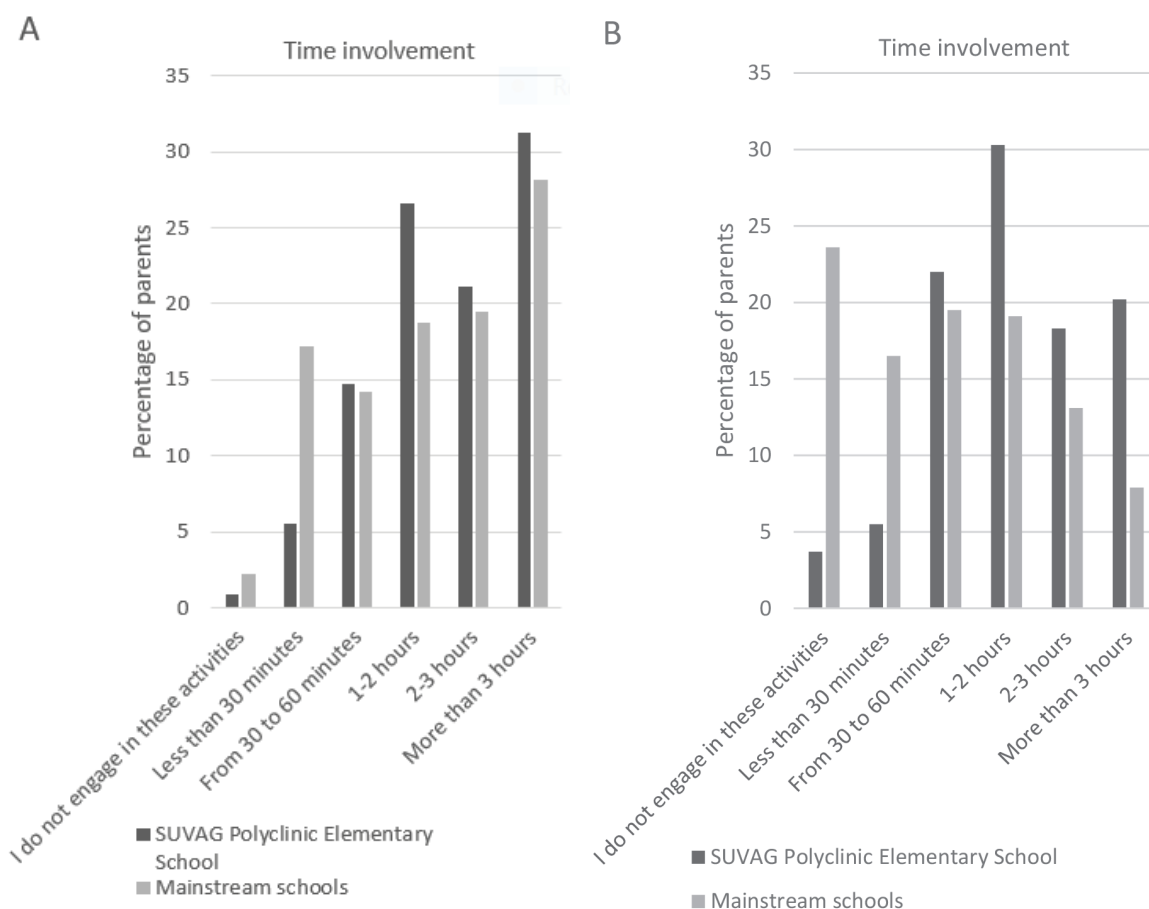 A
Time involvement
35
30
25
20
15
10
5
0
Percentage of parents
I do not engage in these activities
Less than 30 minutes
From 30 to 60 minutes
1-2 hours
2-3 hours
More than 3 hours
SUVAG Polyclinic Elementary
School
Mainstream schools
B
Time involvement
35
30
25
20
15
10
5
0
Percentage of parents
I do not engage in these activities
Less than 30 minutes
From 30 to 60 minutes
1-2 hours
2-3 hours
More than 3 hours
SUVAG Polyclinic Elementary School
Mainstream schools